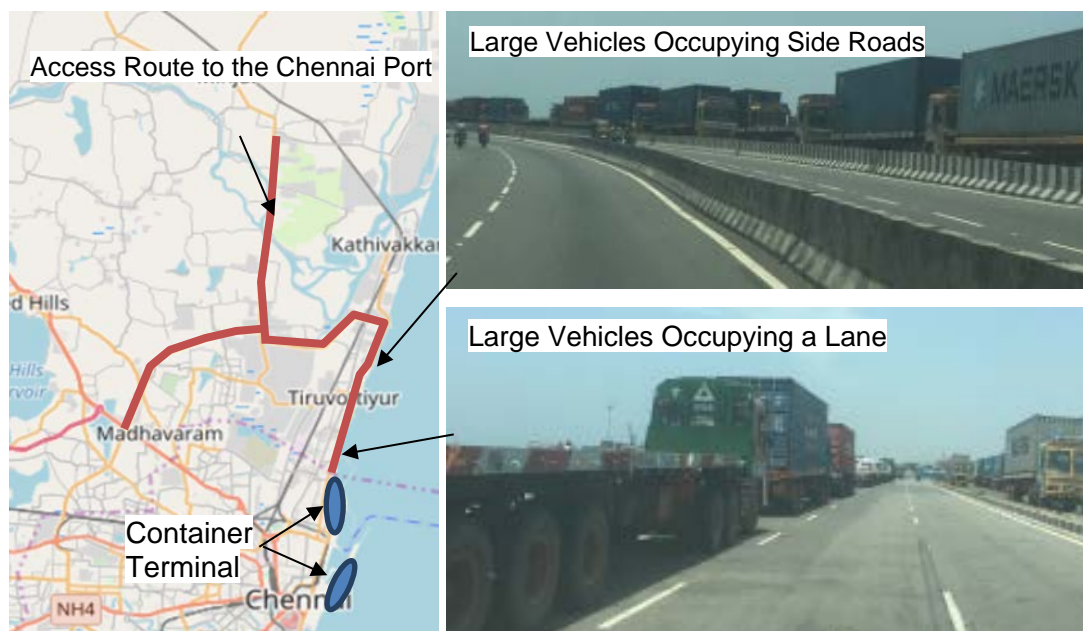 Access Route to the Chennai Port
Kathivakka
d Hills
Hills
Tiruvottiyur
Madhavaram
Container
Terminal
Chennai
NH4
Large Vehicles Occupying Side Roads
MAERSK
Large Vehicles Occupying a Lane